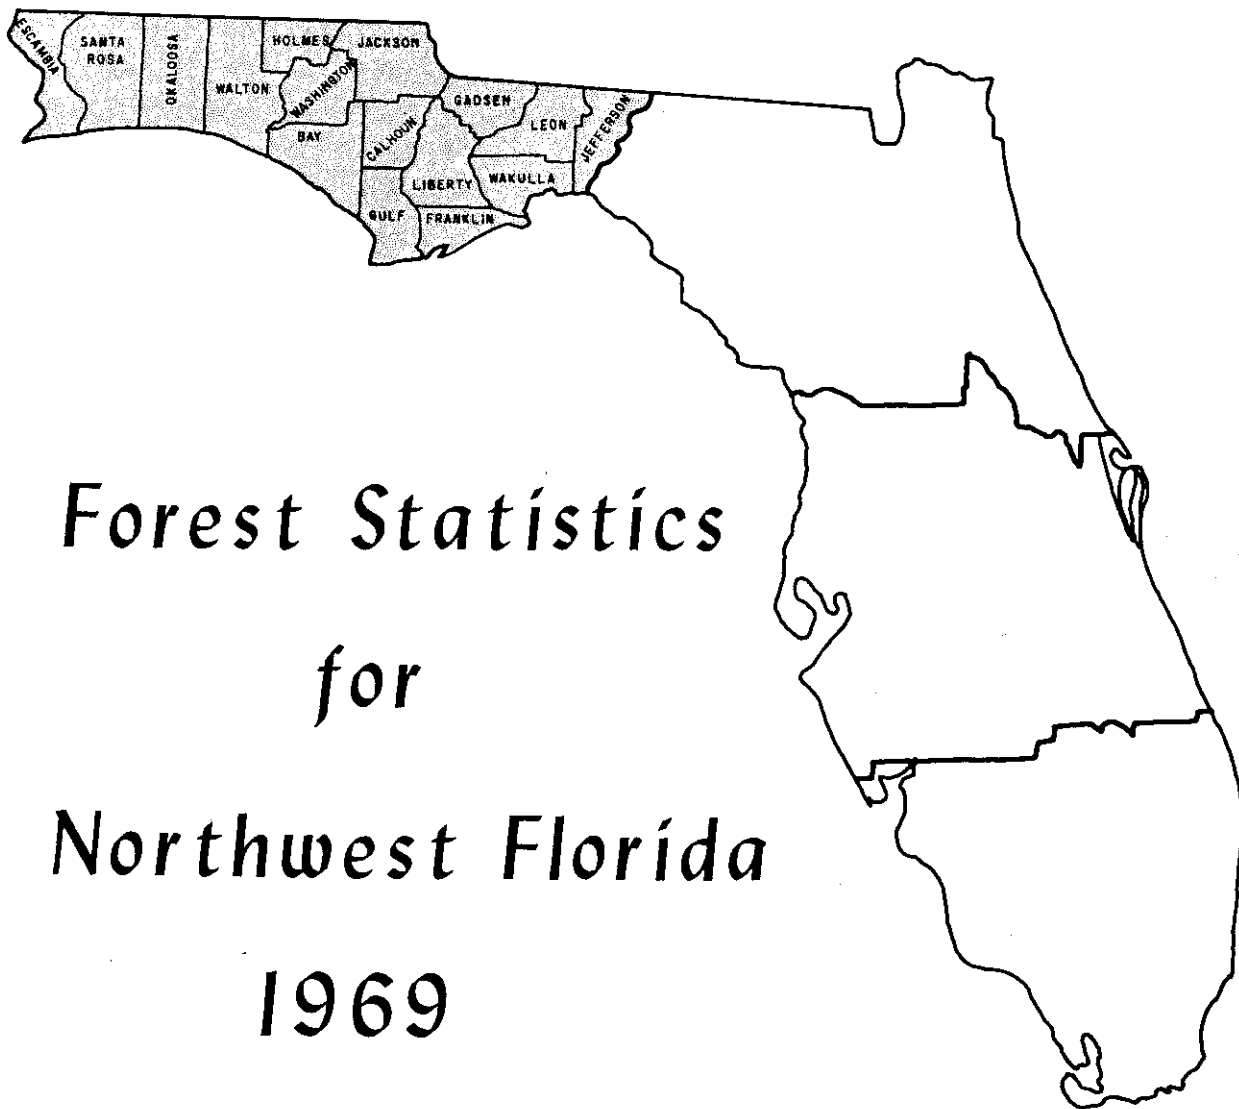 ESCAMBIA
SANTA
ROSA
OKALOOSA
WALTON
HOLMES
WASHINGTON
JACKSON
BAY
CALHOUN
GULF
GADSEN
LIBERTY
FRANKLIN
LEON
WAKULLA
JEFFERSON
Forest Statistics
for
Northwest Florida
1969